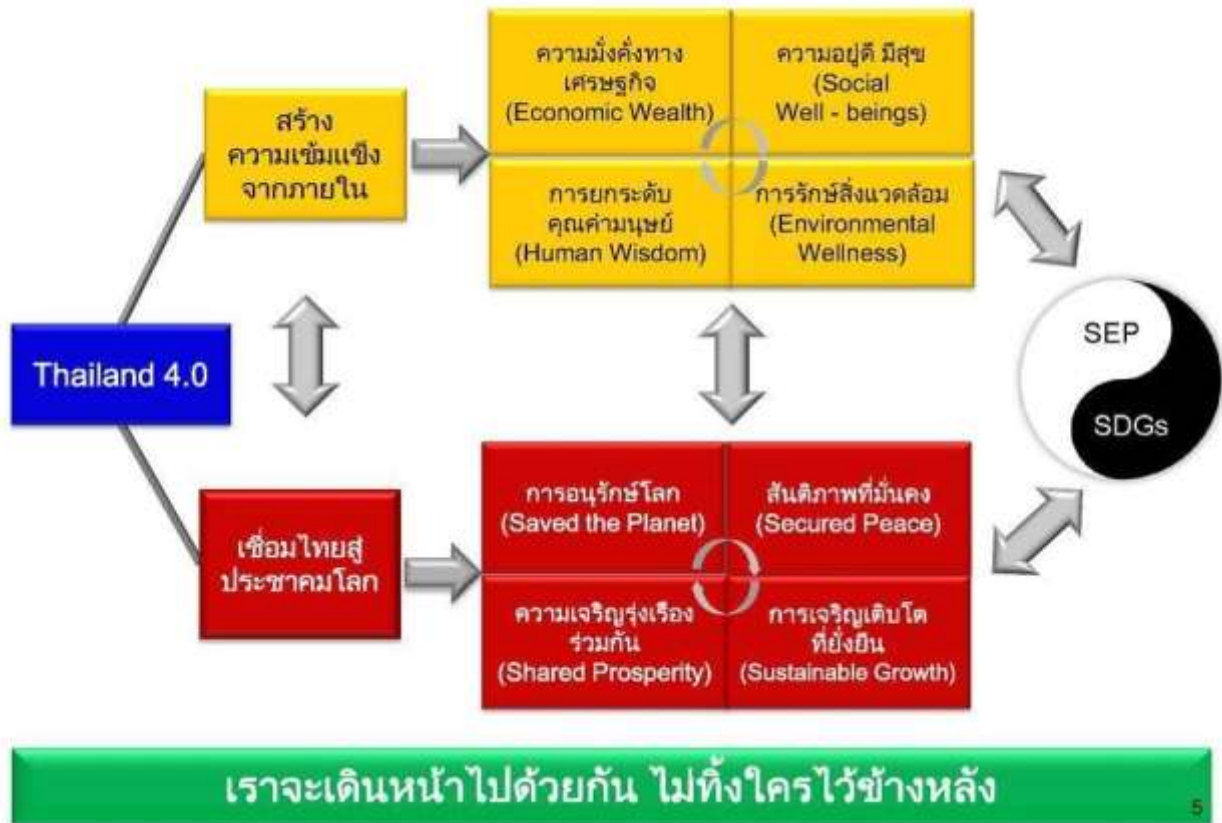 ความมั่งคั่งทาง
เศรษฐกิจ
(Economic Wealth)
ความอยู่ดี มีสุข
(Social
Well - beings)
สร้าง
ความเข้มแข็ง
จากภายใน
การยกระดับ
คุณค่ามนุษย์
(Human Wisdom)
การรักษ์สิ่งแวดล้อม
(Environmental
Wellness)
Thailand 4.0
SEP
SDGs
เชื่อมไทยสู่
ประชาคมโลก
การอนุรักษ์โลก
(Saved the Planet)
สันติภาพที่มั่นคง
(Secured Peace)
ความเจริญรุ่งเรือง
ร่วมกัน
(Shared Prosperity)
การเจริญเติบโต
ที่ยั่งยืน
(Sustainable Growth)
เราจะเดินหน้าไปด้วยกัน ไม่ทิ้งใครไว้ข้างหลัง
5